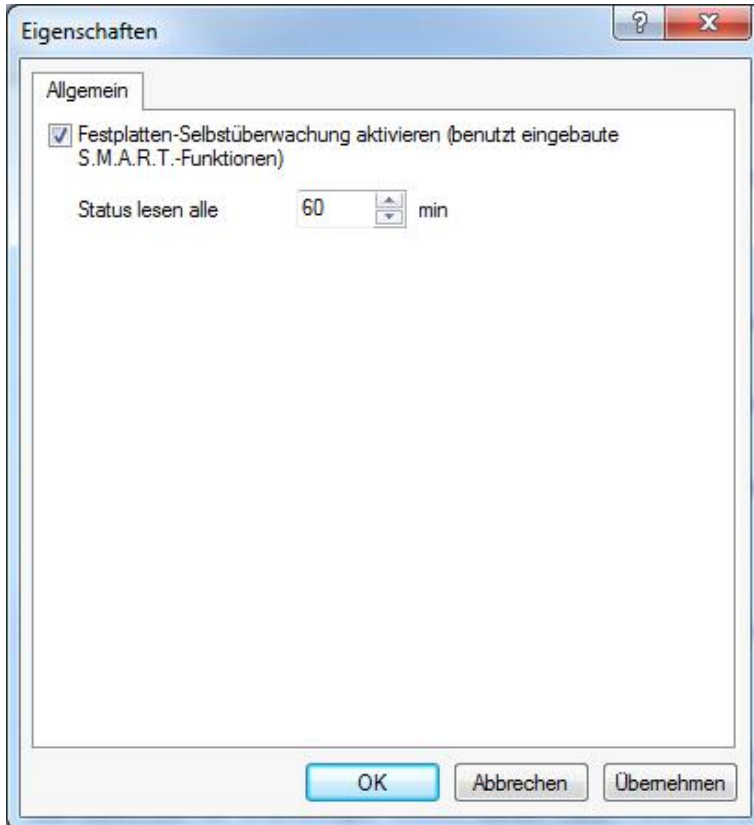 Eigenschaften
Allgemein
Festplatten-Selbstüberwachung aktivieren (benutzt eingebaute
S.M.A.R.T.-Funktionen)
Status lesen alle 60 min
OK Abbrechen Übernehmen